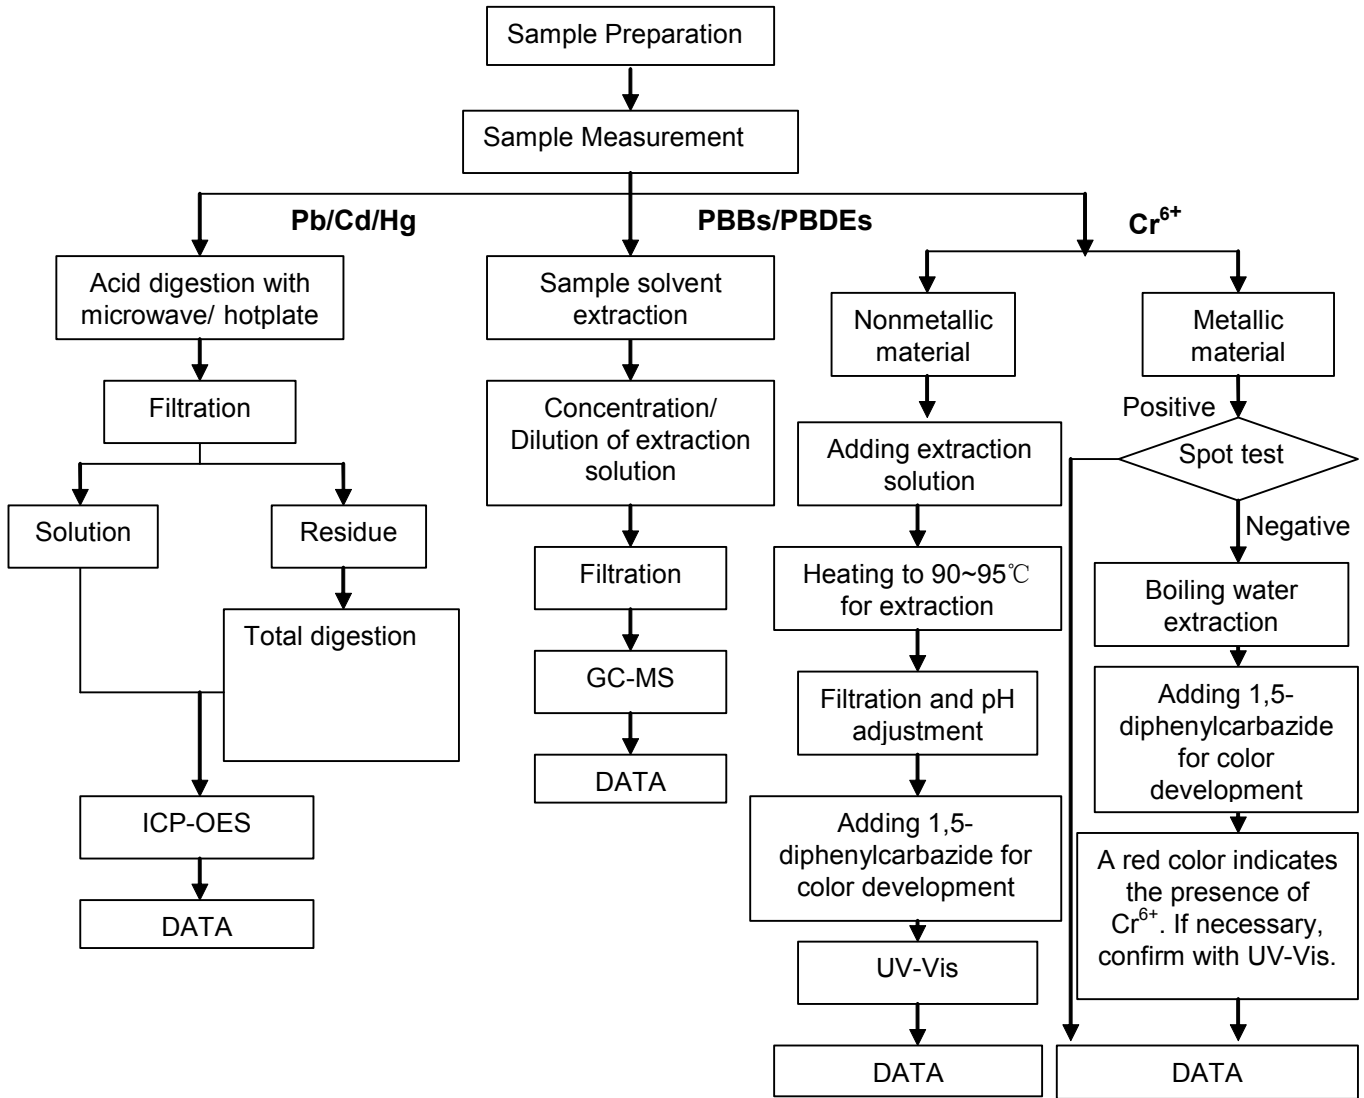 Sample Preparation
Sample Measurement
Pb/Cd/Hg
PBBs/PBDEs
Cr⁶⁺
Acid digestion with
microwave/ hotplate
Filtration
Solution
Residue
Total digestion
ICP-OES
DATA
Sample solvent
extraction
Concentration/
Dilution of extraction
solution
Filtration
GC-MS
DATA
Nonmetallic
material
Adding extraction
solution
Heating to 90~95℃
for extraction
Filtration and pH
adjustment
Adding 1,5-
diphenylcarbazide for
color development
UV-Vis
DATA
Metallic
material
Positive
Spot test
Negative
Boiling water
extraction
Adding 1,5-
diphenylcarbazide
for color
development
A red color indicates
the presence of
Cr⁶⁺. If necessary,
confirm with UV-Vis.
DATA